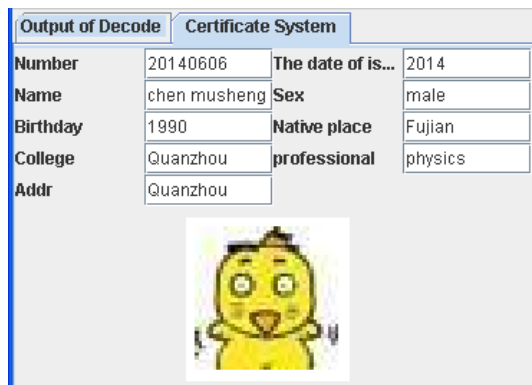 Output of Decode Certificate System
Number 20140606 The date of is... 2014
Name chen musheng Sex male
Birthday 1990 Native place Fujian
College Quanzhou professional physics
Addr Quanzhou